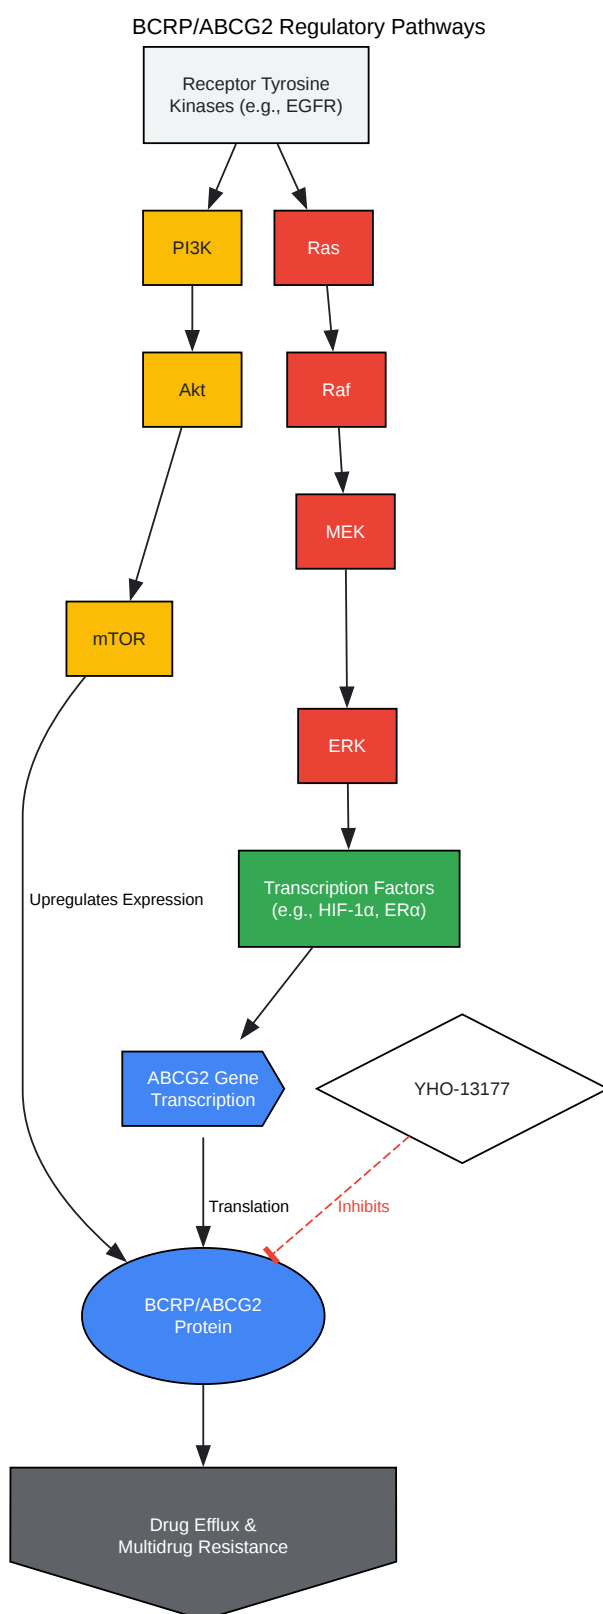 BCRP/ABCG2 Regulatory Pathways
Receptor Tyrosine
Kinases (e.g., EGFR)
PI3K
Ras
Akt
Raf
MEK
mTOR
ERK
Transcription Factors
(e.g., HIF-1α, ERα)
Upregulates Expression
ABCG2 Gene
Transcription
YHO-13177
Translation
Inhibits
BCRP/ABCG2
Protein
Drug Efflux &
Multidrug Resistance